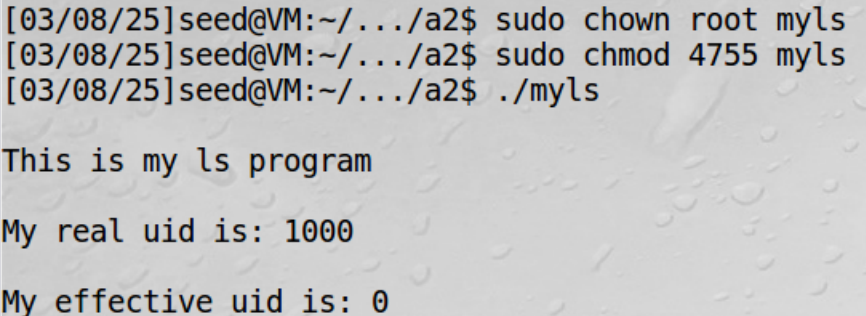 [03/08/25]seed@VM:~/.../a2$ sudo chown root myls
[03/08/25]seed@VM:~/.../a2$ sudo chmod 4755 myls
[03/08/25]seed@VM:~/.../a2$ ./myls
This is my ls program
My real uid is: 1000
My effective uid is: 0